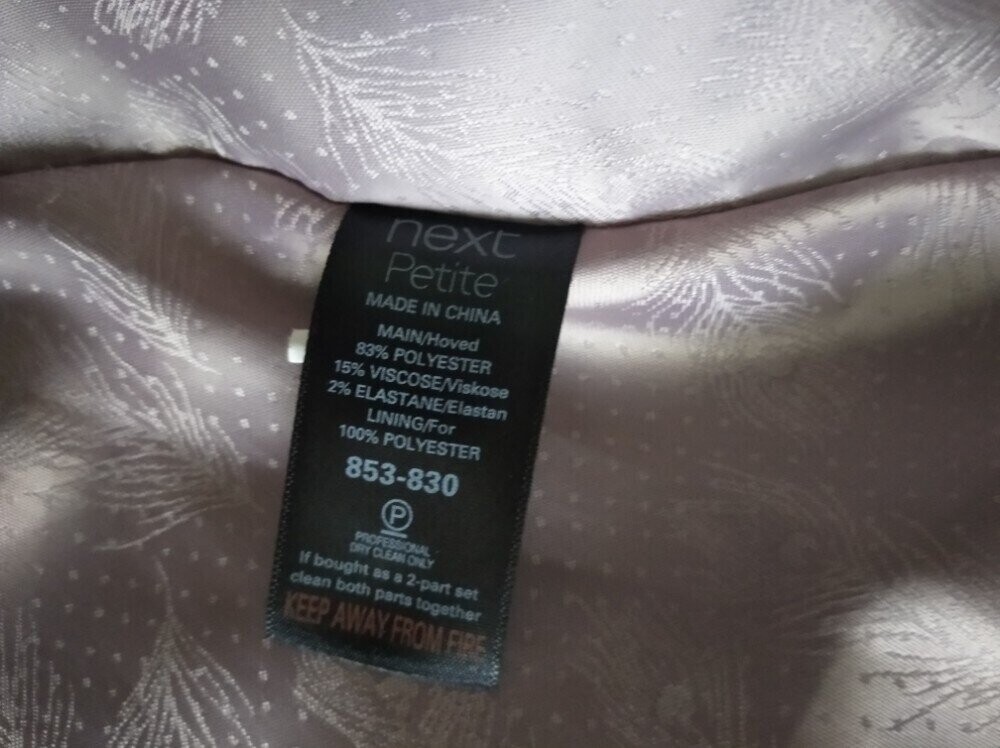 next
Petite
MADE IN CHINA
MAIN/Hoved
83% POLYESTER
15% VISCOSE/Viskose
2% ELASTANE/Elastan
LINING/For
100% POLYESTER
853-830
P
PROFESSIONAL
DRY CLEAN ONLY
If bought as a 2-part set
clean both parts together
KEEP AWAY FROM FIRE